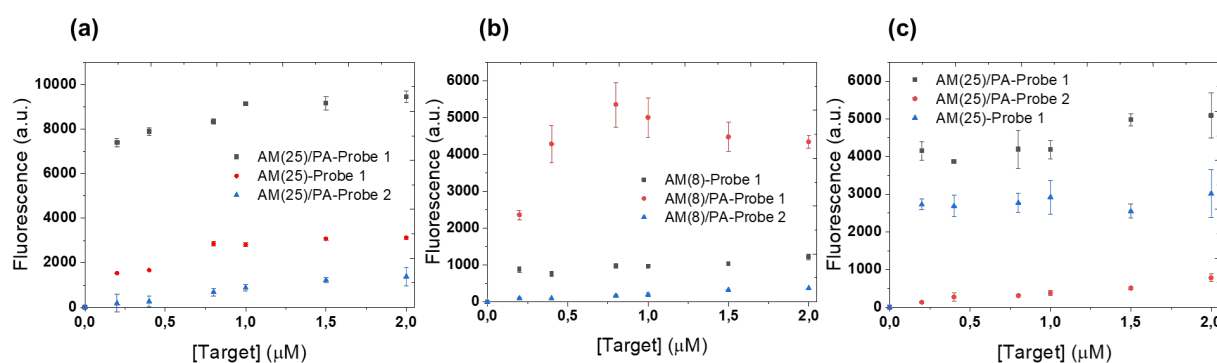 (a)
10000
8000
6000
4000
2000
0
Fluorescence (a.u.)
AM(25)/PA-Probe 1
AM(25)-Probe 1
AM(25)/PA-Probe 2
0,0 0,5 1,0 1,5 2,0
[Target] (μM)
(b)
6000
5000
4000
3000
2000
1000
0
Fluorescence (a.u.)
AM(8)-Probe 1
AM(8)/PA-Probe 1
AM(8)/PA-Probe 2
0,0 0,5 1,0 1,5 2,0
[Target] (μM)
(c)
6000
5000
4000
3000
2000
1000
0
Fluorescence (a.u.)
AM(25)/PA-Probe 1
AM(25)/PA-Probe 2
AM(25)-Probe 1
0,0 0,5 1,0 1,5 2,0
[Target] (μM)